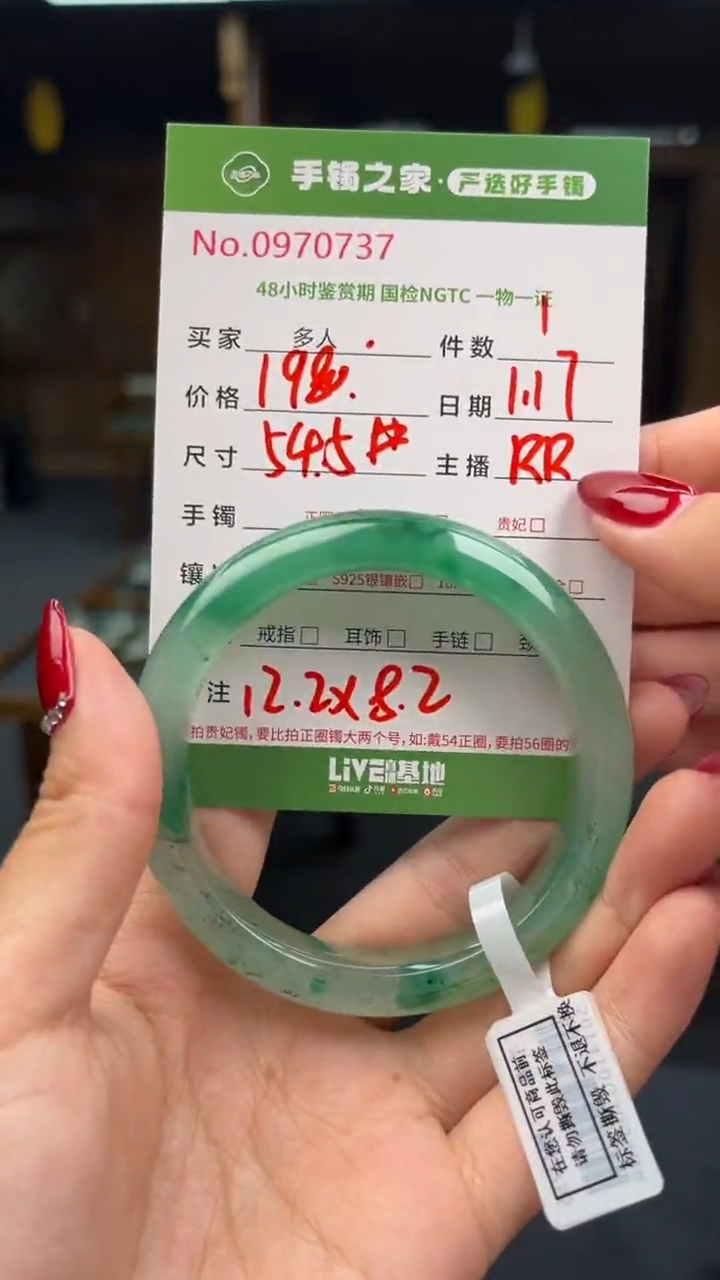 手镯之家·严选好手镯
No.0970737
48小时鉴赏期 国检NGTC 一物一证
买家 多人 件数 1
价格 198 日期 1.17
尺寸 54.5 主播 RR
手镯 贵妃□
镶 S925银镶嵌□
戒指□ 耳饰□ 手链□
注 12.2×8.2
拍贵妃镯,要比拍正圈镯大两个号,如:戴54正圈,要拍56圈的
LiVE基地
在您认可商品前
请勿撕毁此标签
标签撕毁 不退不换